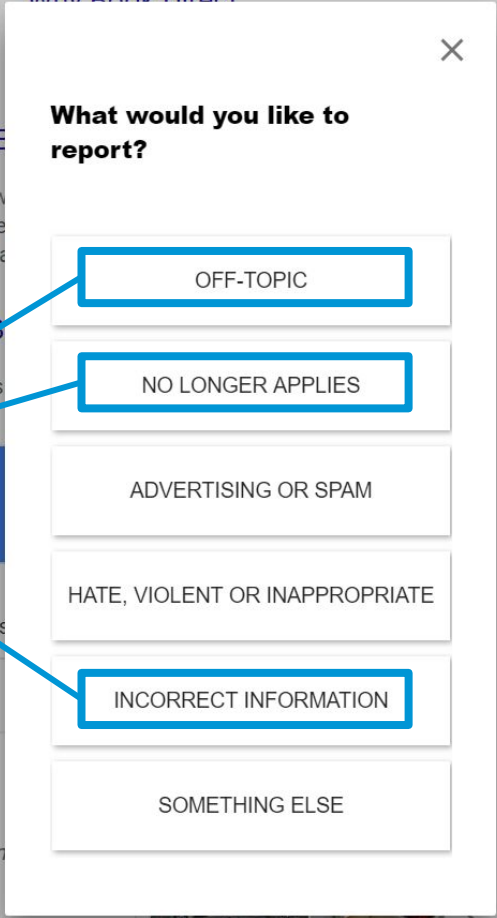 What would you like to
report?
OFF-TOPIC
NO LONGER APPLIES
ADVERTISING OR SPAM
HATE, VIOLENT OR INAPPROPRIATE
INCORRECT INFORMATION
SOMETHING ELSE